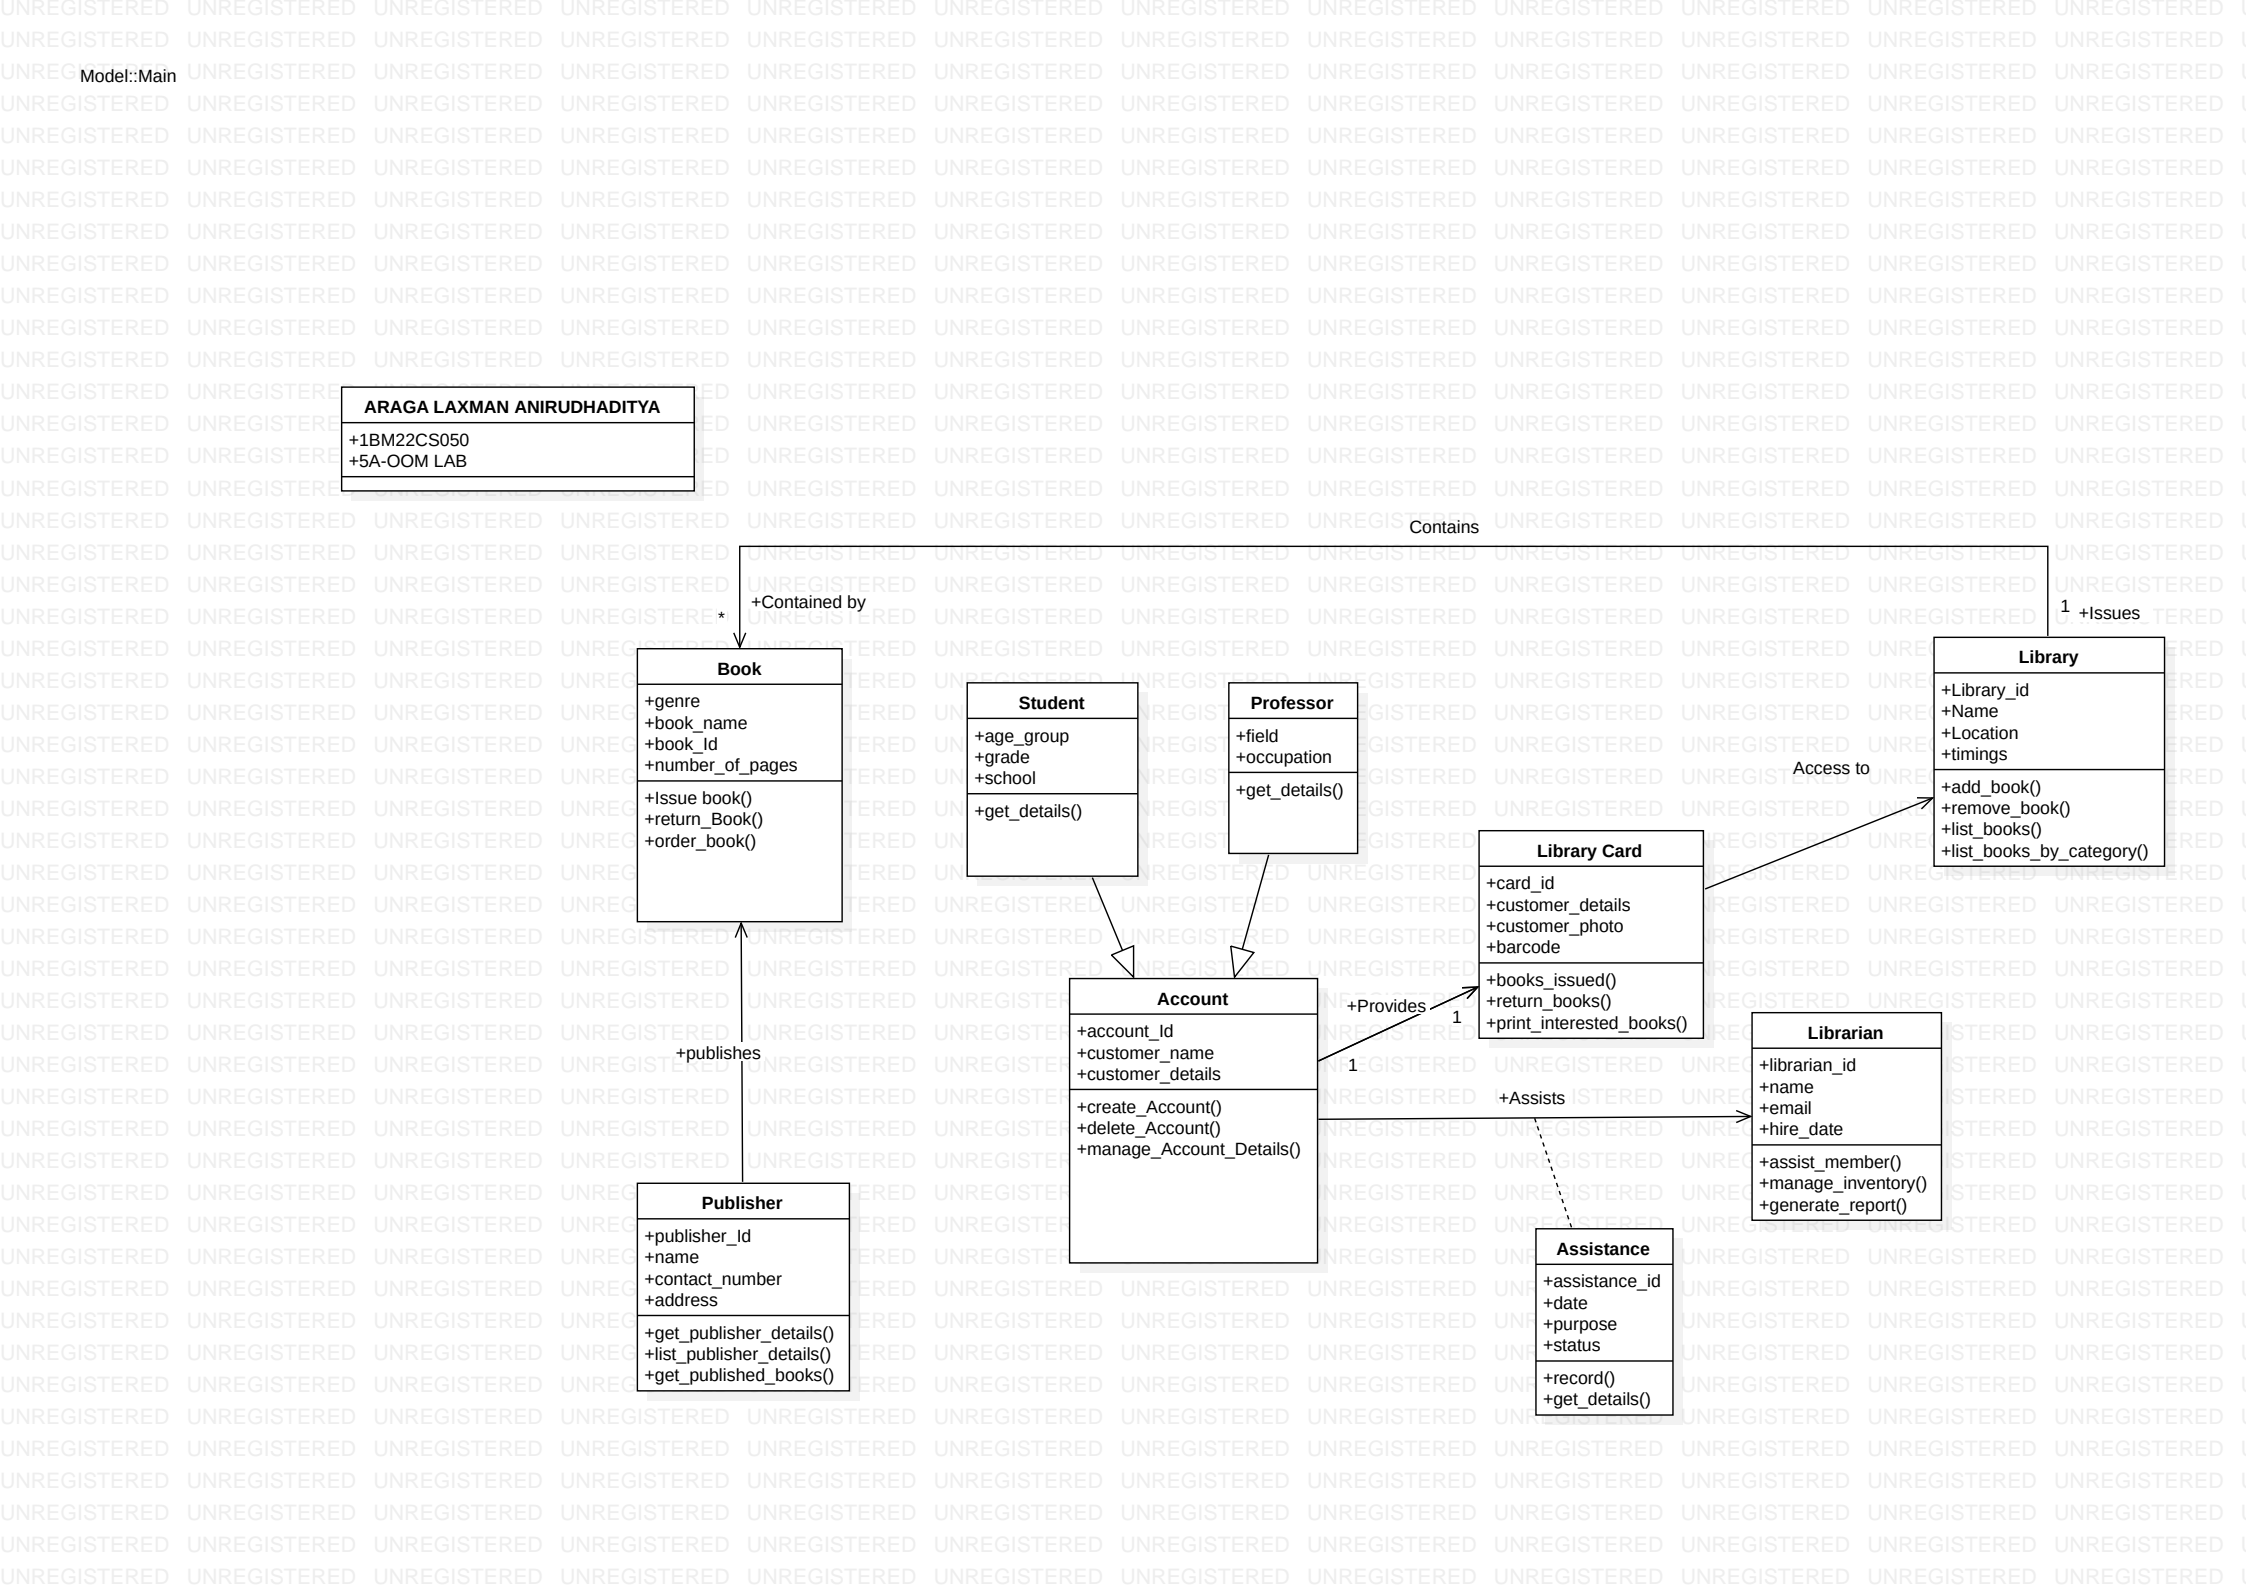 Model::Main
ARAGA LAXMAN ANIRUDHADITYA
+1BM22CS050
+5A-OOM LAB
Contains
+Contained by
*
1
+Issues
Book
+genre
+book_name
+book_Id
+number_of_pages
+Issue book()
+return_Book()
+order_book()
Student
+age_group
+grade
+school
+get_details()
Professor
+field
+occupation
+get_details()
Library
+Library_id
+Name
+Location
+timings
+add_book()
+remove_book()
+list_books()
+list_books_by_category()
Access to
Library Card
+card_id
+customer_details
+customer_photo
+barcode
+books_issued()
+return_books()
+print_interested_books()
+Provides
1
1
Account
+account_Id
+customer_name
+customer_details
+create_Account()
+delete_Account()
+manage_Account_Details()
+Assists
Librarian
+librarian_id
+name
+email
+hire_date
+assist_member()
+manage_inventory()
+generate_report()
+publishes
Publisher
+publisher_Id
+name
+contact_number
+address
+get_publisher_details()
+list_publisher_details()
+get_published_books()
Assistance
+assistance_id
+date
+purpose
+status
+record()
+get_details()
UNREGISTERED